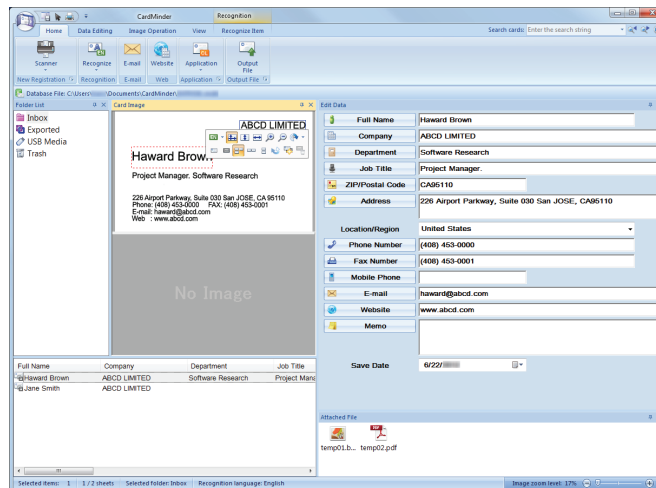 CardMinder
Recognition
Home
Data Editing
Image Operation
View
Recognize Item
Search cards:
Enter the search string
Scanner
Recognize
E-mail
Website
Application
Output
File
New Registration
Recognition
E-mail
Web
Application
Output File
Database File: C:\Users\ \Documents\CardMinder\
Folder List
Card Image
Edit Data
Inbox
Exported
USB Media
Trash
ABCD LIMITED
Haward Brown
Project Manager. Software Research
226 Airport Parkway, Suite 030 San JOSE, CA 95110
Phone: (408) 453-0000 FAX: (408) 453-0001
E-mail: haward@abcd.com
Web : www.abcd.com
No Image
Full Name
Haward Brown
Company
ABCD LIMITED
Department
Software Research
Job Title
Project Manager.
ZIP/Postal Code
CA95110
Address
226 Airport Parkway, Suite 030 San JOSE, CA95110
Location/Region
United States
Phone Number
(408) 453-0000
Fax Number
(408) 453-0001
Mobile Phone
E-mail
haward@abcd.com
Website
www.abcd.com
Memo
Save Date
6/22/
Full Name
Company
Department
Job Title
Haward Brown
ABCD LIMITED
Software Research
Project Mana
Jane Smith
ABCD LIMITED
Attached File
temp01.b...
temp02.pdf
Selected items: 1
1 / 2 sheets
Selected folder: Inbox
Recognition language: English
Image zoom level: 17%